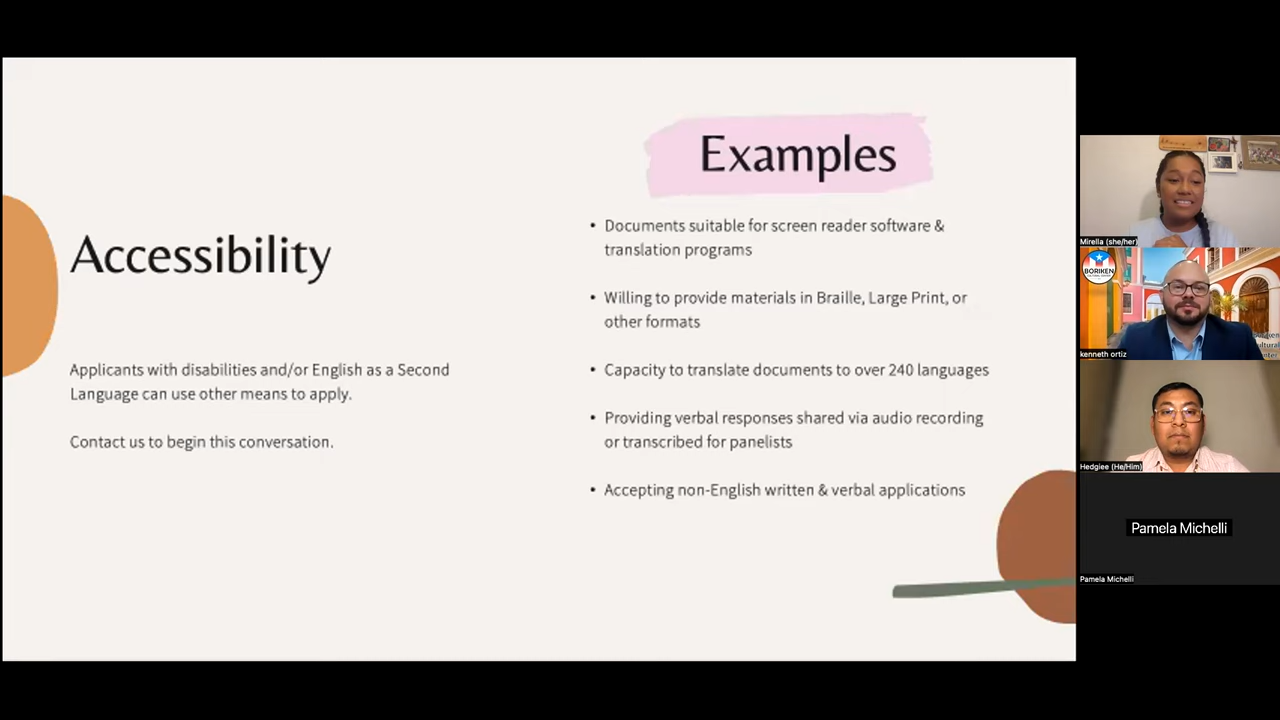 Accessibility
Applicants with disabilities and/or English as a Second
Language can use other means to apply.
Contact us to begin this conversation.
Examples
• Documents suitable for screen reader software &
translation programs
• Willing to provide materials in Braille, Large Print, or
other formats
• Capacity to translate documents to over 240 languages
• Providing verbal responses shared via audio recording
or transcribed for panelists
• Accepting non-English written & verbal applications
Mirella (she/her)
BORIKEN
kenneth ortiz
Hedgiee (He/Him)
Pamela Michelli
Pamela Michelli